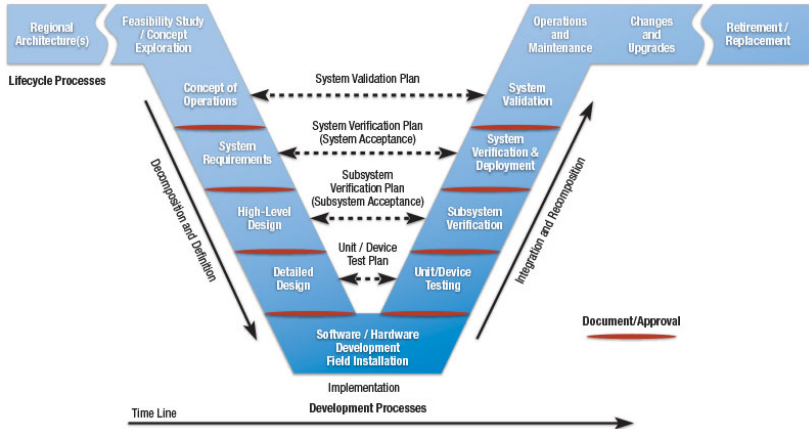 Regional
Architecture(s)
Feasibility Study
/ Concept
Exploration
Operations
and
Maintenance
Changes
and
Upgrades
Retirement /
Replacement
Lifecycle Processes
System Validation Plan
Concept of
Operations
System
Validation
System Verification Plan
(System Acceptance)
System
Requirements
System
Verification &
Deployment
Subsystem
Verification Plan
(Subsystem Acceptance)
High-Level
Design
Subsystem
Verification
Unit / Device
Test Plan
Detailed
Design
Unit/Device
Testing
Decomposition and Definition
Integration and Recomposition
Software / Hardware
Development
Field Installation
Document/Approval
Implementation
Time Line
Development Processes